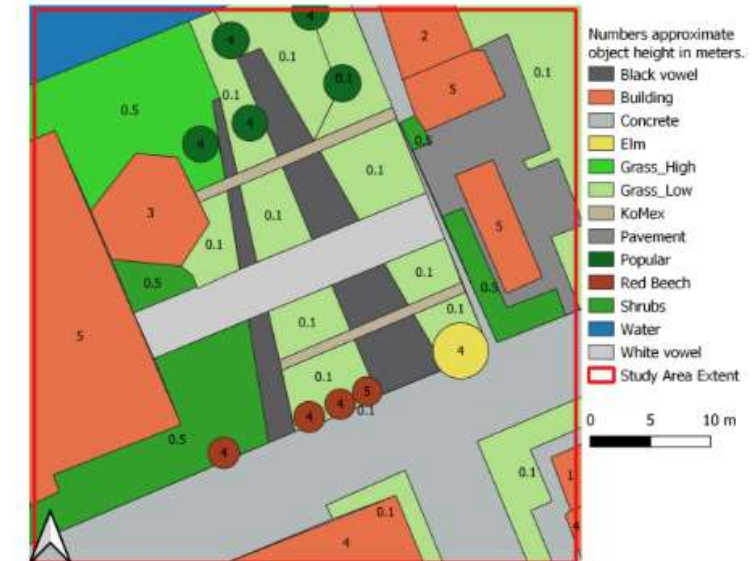 4
2
4
0.1
0.1
0.1
5
0.1
0.5
4
0.5
4
0.1
3
0.1
5
0.1
0.1
0.5
0.5
0.1
0.1
5
4
0.1
5
4
0.1
4
0.5
4
0.1
1
0.1
4
4
Numbers approximate
object height in meters.
Black vowel
Building
Concrete
Elm
Grass_High
Grass_Low
KoMex
Pavement
Popular
Red Beech
Shrubs
Water
White vowel
Study Area Extent
0 5 10 m